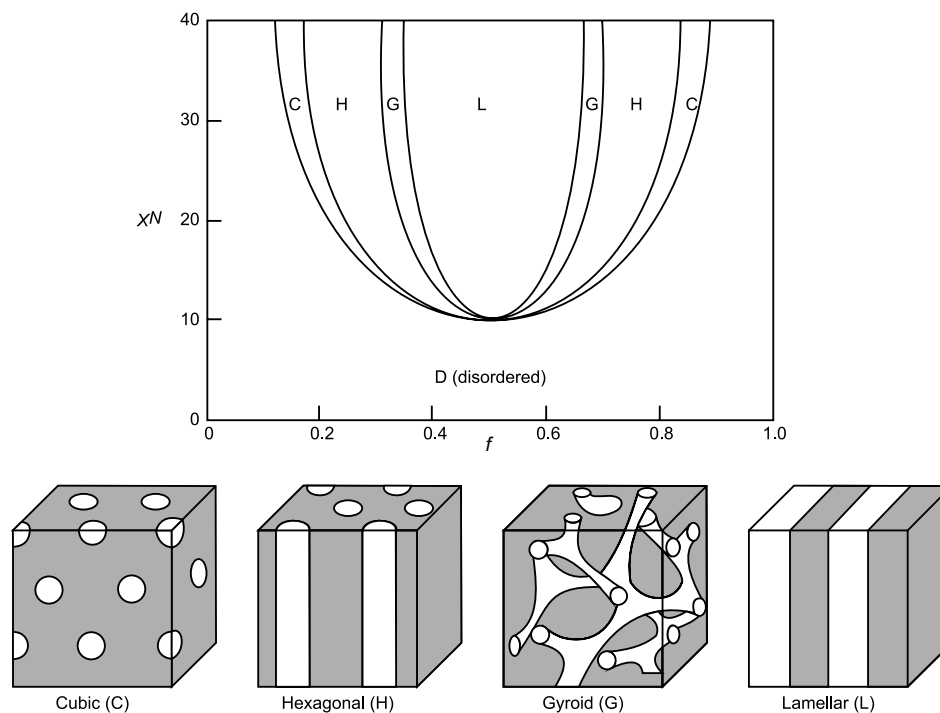 40
C H G L G H C
30
χN
20
10
D (disordered)
0
0 0.2 0.4 0.6 0.8 1.0
f
Cubic (C) Hexagonal (H) Gyroid (G) Lamellar (L)